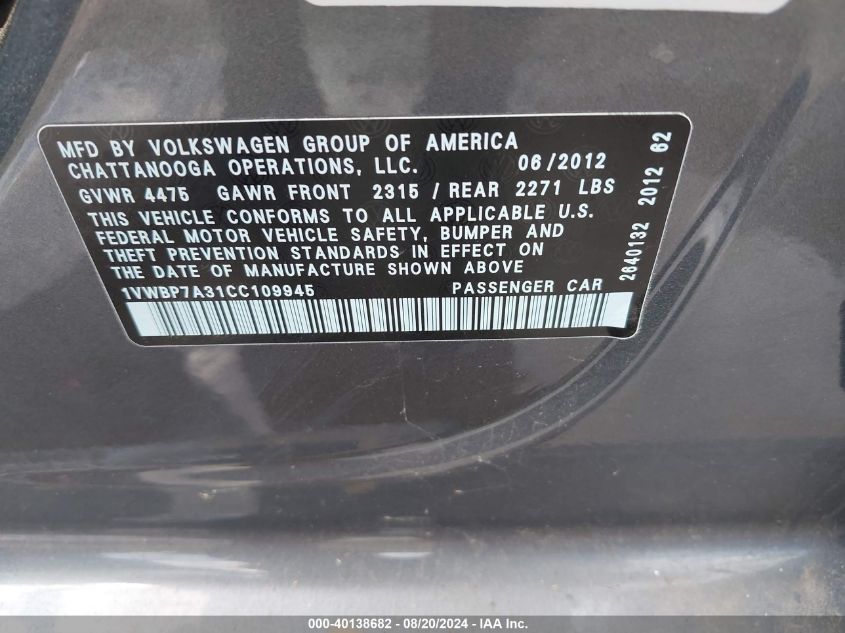 MFD BY VOLKSWAGEN GROUP OF AMERICA
CHATTANOOGA OPERATIONS, LLC. 06/2012
GVWR 4475 GAWR FRONT 2315 / REAR 2271 LBS
THIS VEHICLE CONFORMS TO ALL APPLICABLE U.S.
FEDERAL MOTOR VEHICLE SAFETY, BUMPER AND
THEFT PREVENTION STANDARDS IN EFFECT ON
THE DATE OF MANUFACTURE SHOWN ABOVE
1VWBP7A31CC109945 PASSENGER CAR
2640132 2012 62
000-40138682 - 08/20/2024 - IAA Inc.